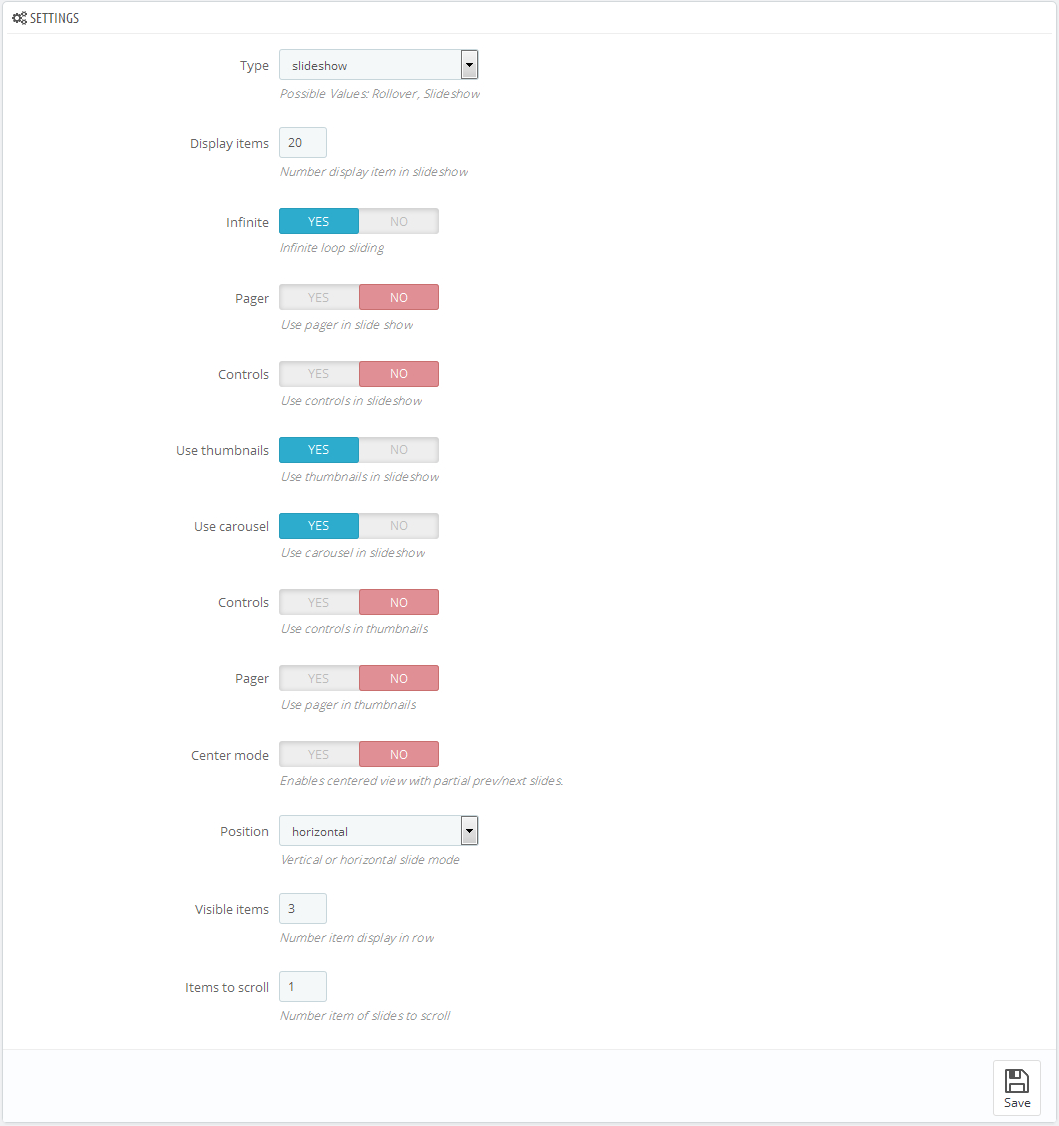 SETTINGS
Type slideshow
Possible Values: Rollover, Slideshow
Display items 20
Number display item in slideshow
Infinite YES NO
Infinite loop sliding
Pager YES NO
Use pager in slide show
Controls YES NO
Use controls in slideshow
Use thumbnails YES NO
Use thumbnails in slideshow
Use carousel YES NO
Use carousel in slideshow
Controls YES NO
Use controls in thumbnails
Pager YES NO
Use pager in thumbnails
Center mode YES NO
Enables centered view with partial prev/next slides.
Position horizontal
Vertical or horizontal slide mode
Visible items 3
Number item display in row
Items to scroll 1
Number item of slides to scroll
Save